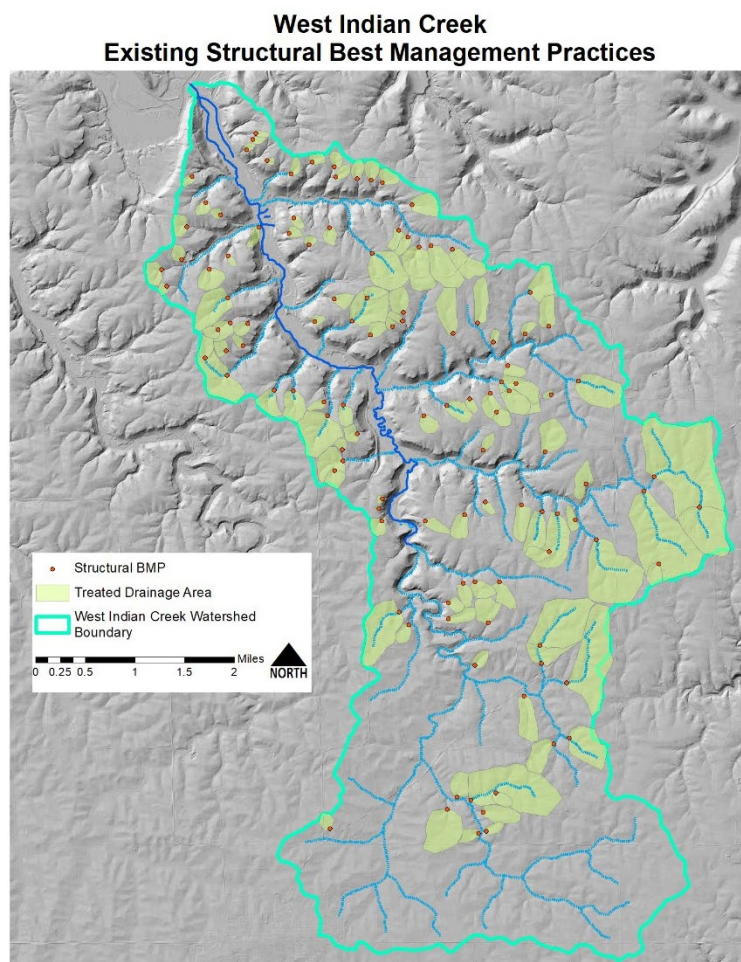 West Indian Creek
Existing Structural Best Management Practices
Structural BMP
Treated Drainage Area
West Indian Creek Watershed
Boundary
Miles
0 0.25 0.5 1 1.5 2
NORTH